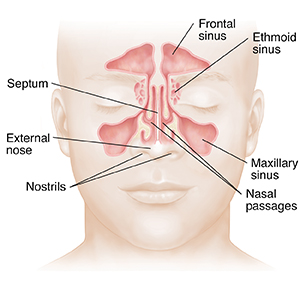 Frontal
sinus
Ethmoid
sinus
Septum
External
nose
Nostrils
Maxillary
sinus
Nasal
passages